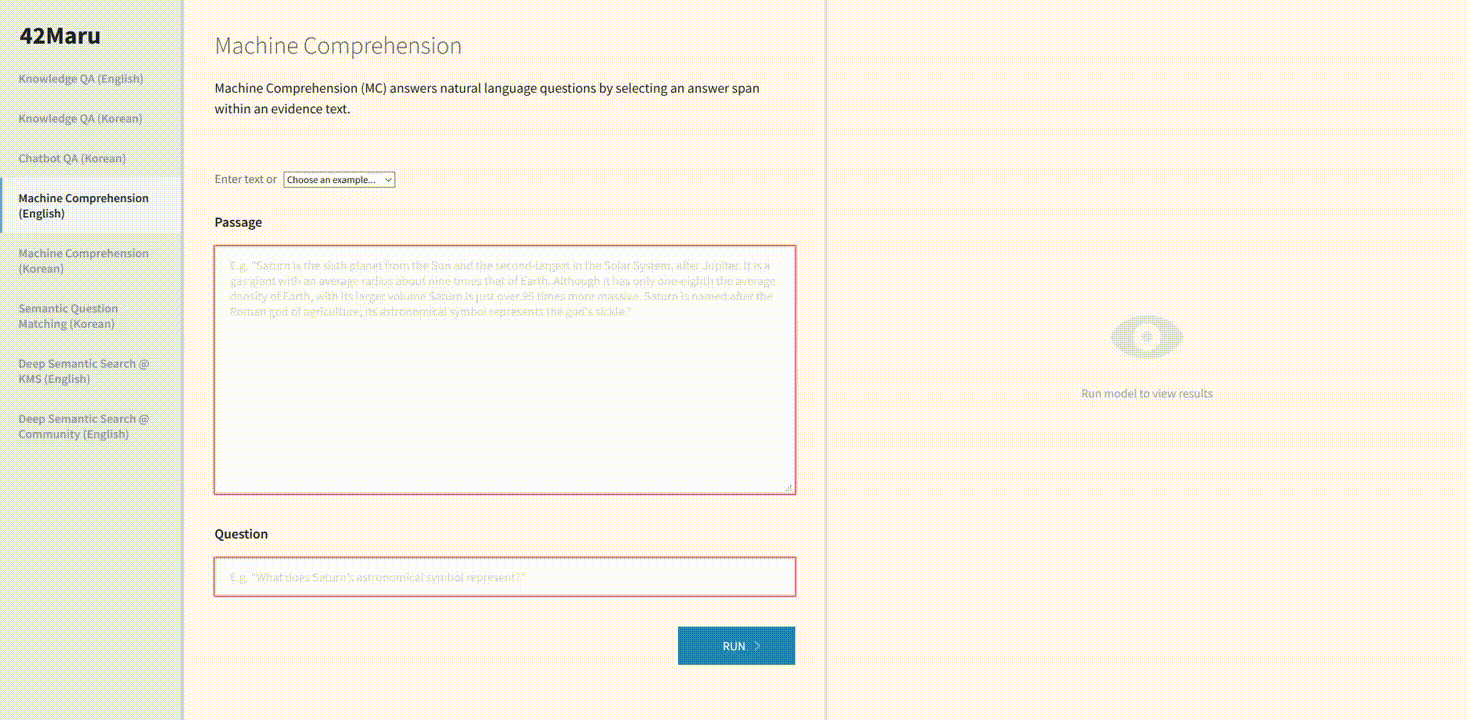 42Maru
Knowledge QA (English)
Knowledge QA (Korean)
Chatbot QA (Korean)
Machine Comprehension
(English)
Machine Comprehension
(Korean)
Semantic Question
Matching (Korean)
Deep Semantic Search @
KMS (English)
Deep Semantic Search @
Community (English)
Machine Comprehension
Machine Comprehension (MC) answers natural language questions by selecting an answer span
within an evidence text.
Enter text or Choose an example...
Passage
E.g. "Saturn is the sixth planet from the Sun and the second-largest in the Solar System, after Jupiter. It is a
gas giant with an average radius about nine times that of Earth. Although it has only one-eighth the average
density of Earth, with its larger volume Saturn is just over 95 times more massive. Saturn is named after the
Roman god of agriculture; its astronomical symbol represents the god's sickle."
Question
E.g. "What does Saturn's astronomical symbol represent?"
RUN
Run model to view results